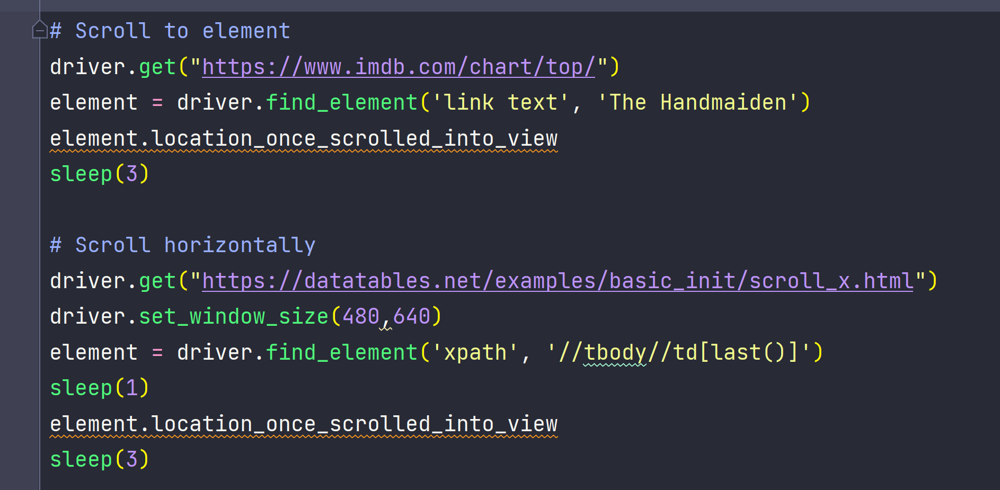 # Scroll to element
driver.get("https://www.imdb.com/chart/top/")
element = driver.find_element('link text', 'The Handmaiden')
element.location_once_scrolled_into_view
sleep(3)
# Scroll horizontally
driver.get("https://datatables.net/examples/basic_init/scroll_x.html")
driver.set_window_size(480,640)
element = driver.find_element('xpath', '//tbody//td[last()]')
sleep(1)
element.location_once_scrolled_into_view
sleep(3)